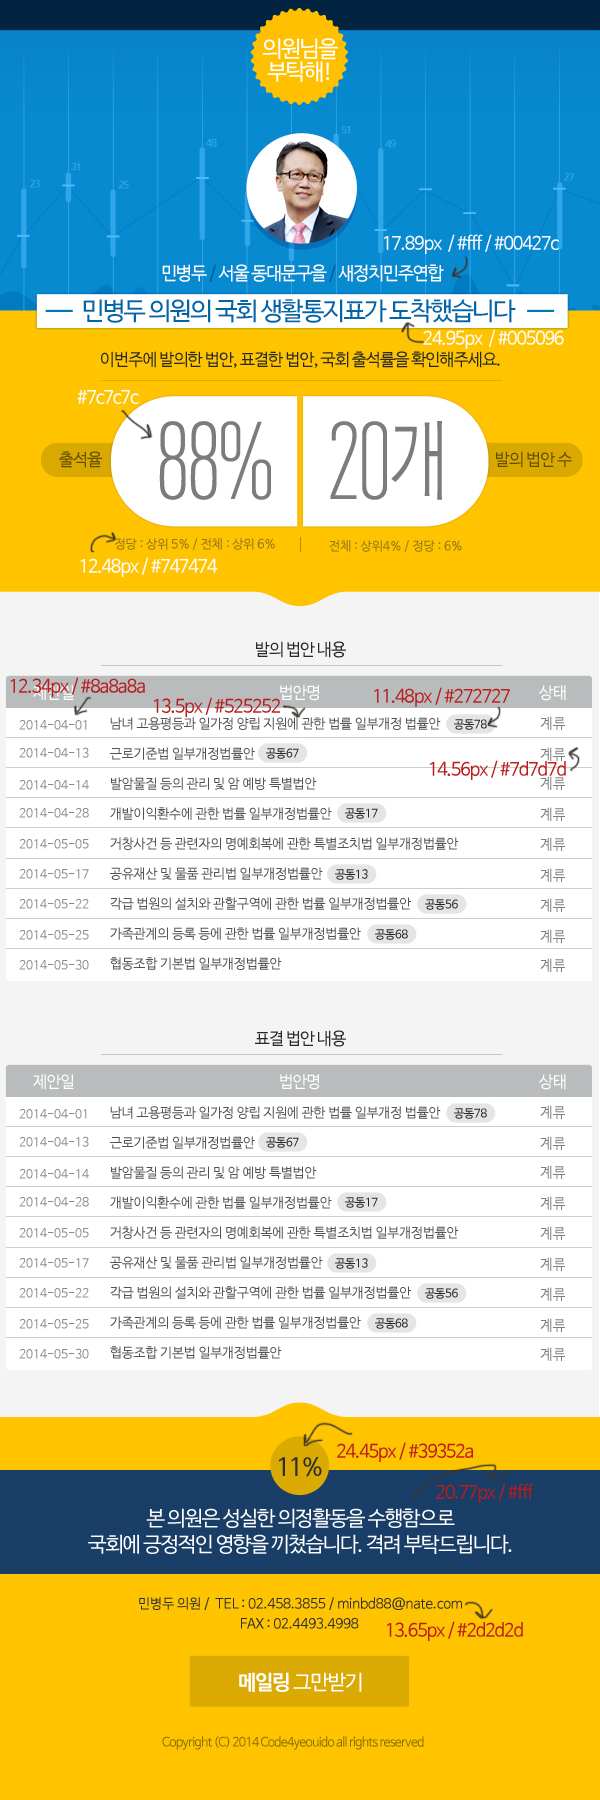 의원님을
부탁해!
23
31
25
48
51
49
27
17.89px / #fff / #00427c
민병두 / 서울 동대문구을 / 새정치민주연합
민병두 의원의 국회 생활통지표가 도착했습니다
24.95px / #005096
이번주에 발의한 법안, 표결한 법안, 국회 출석률을 확인해주세요.
#7c7c7c
출석율 88% 20개 발의 법안 수
정당 : 상위 5% / 전체 : 상위 6% 전체 : 상위4% / 정당 : 6%
12.48px / #747474
발의 법안 내용
12.34px / #8a8a8a
제안일 법안명 상태
13.5px / #525252
11.48px / #272727
2014-04-01 남녀 고용평등과 일가정 양립 지원에 관한 법률 일부개정 법률안 공동78 계류
2014-04-13 근로기준법 일부개정법률안 공동67 계류
14.56px / #7d7d7d
2014-04-14 발암물질 등의 관리 및 암 예방 특별법안 계류
2014-04-28 개발이익환수에 관한 법률 일부개정법률안 공동17 계류
2014-05-05 거창사건 등 관련자의 명예회복에 관한 특별조치법 일부개정법률안 계류
2014-05-17 공유재산 및 물품 관리법 일부개정법률안 공동13 계류
2014-05-22 각급 법원의 설치와 관할구역에 관한 법률 일부개정법률안 공동56 계류
2014-05-25 가족관계의 등록 등에 관한 법률 일부개정법률안 공동68 계류
2014-05-30 협동조합 기본법 일부개정법률안 계류
표결 법안 내용
제안일 법안명 상태
2014-04-01 남녀 고용평등과 일가정 양립 지원에 관한 법률 일부개정 법률안 공동78 계류
2014-04-13 근로기준법 일부개정법률안 공동67 계류
2014-04-14 발암물질 등의 관리 및 암 예방 특별법안 계류
2014-04-28 개발이익환수에 관한 법률 일부개정법률안 공동17 계류
2014-05-05 거창사건 등 관련자의 명예회복에 관한 특별조치법 일부개정법률안 계류
2014-05-17 공유재산 및 물품 관리법 일부개정법률안 공동13 계류
2014-05-22 각급 법원의 설치와 관할구역에 관한 법률 일부개정법률안 공동56 계류
2014-05-25 가족관계의 등록 등에 관한 법률 일부개정법률안 공동68 계류
2014-05-30 협동조합 기본법 일부개정법률안 계류
24.45px / #39352a
11%
20.77px / #fff
본 의원은 성실한 의정활동을 수행함으로
국회에 긍정적인 영향을 끼쳤습니다. 격려 부탁드립니다.
민병두 의원 / TEL : 02.458.3855 / minbd88@nate.com
FAX : 02.4493.4998
13.65px / #2d2d2d
메일링 그만받기
Copyright (C) 2014 Code4yeouido all rights reserved